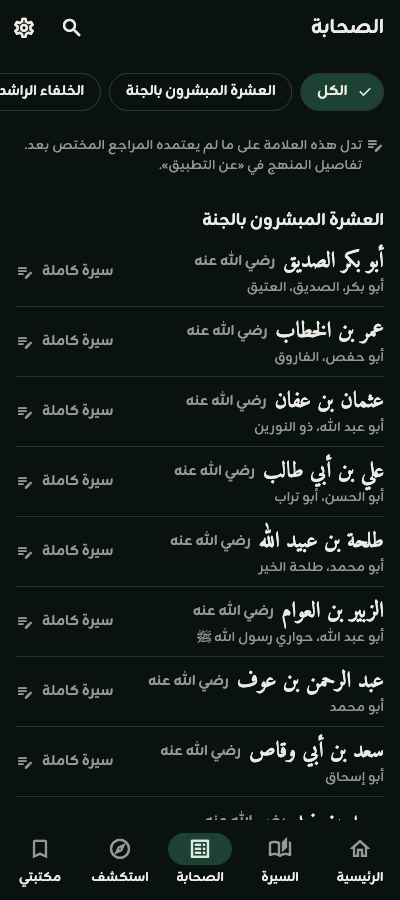 الصحابة
الكل
العشرة المبشرون بالجنة
الخلفاء الراشد
تدل هذه العلامة على ما لم يعتمده المراجع المختص بعد.
تفاصيل المنهج في «عن التطبيق».
العشرة المبشرون بالجنة
أبو بكر الصديق رضي الله عنه
أبو بكر، الصديق، العتيق
سيرة كاملة
عمر بن الخطاب رضي الله عنه
أبو حفص، الفاروق
سيرة كاملة
عثمان بن عفان رضي الله عنه
أبو عبد الله، ذو النورين
سيرة كاملة
علي بن أبي طالب رضي الله عنه
أبو الحسن، أبو تراب
سيرة كاملة
طلحة بن عبيد الله رضي الله عنه
أبو محمد، طلحة الخير
سيرة كاملة
الزبير بن العوام رضي الله عنه
أبو عبد الله، حواري رسول الله ﷺ
سيرة كاملة
عبد الرحمن بن عوف رضي الله عنه
أبو محمد
سيرة كاملة
سعد بن أبي وقاص رضي الله عنه
أبو إسحاق
سيرة كاملة
الرئيسية
السيرة
الصحابة
استكشف
مكتبتي